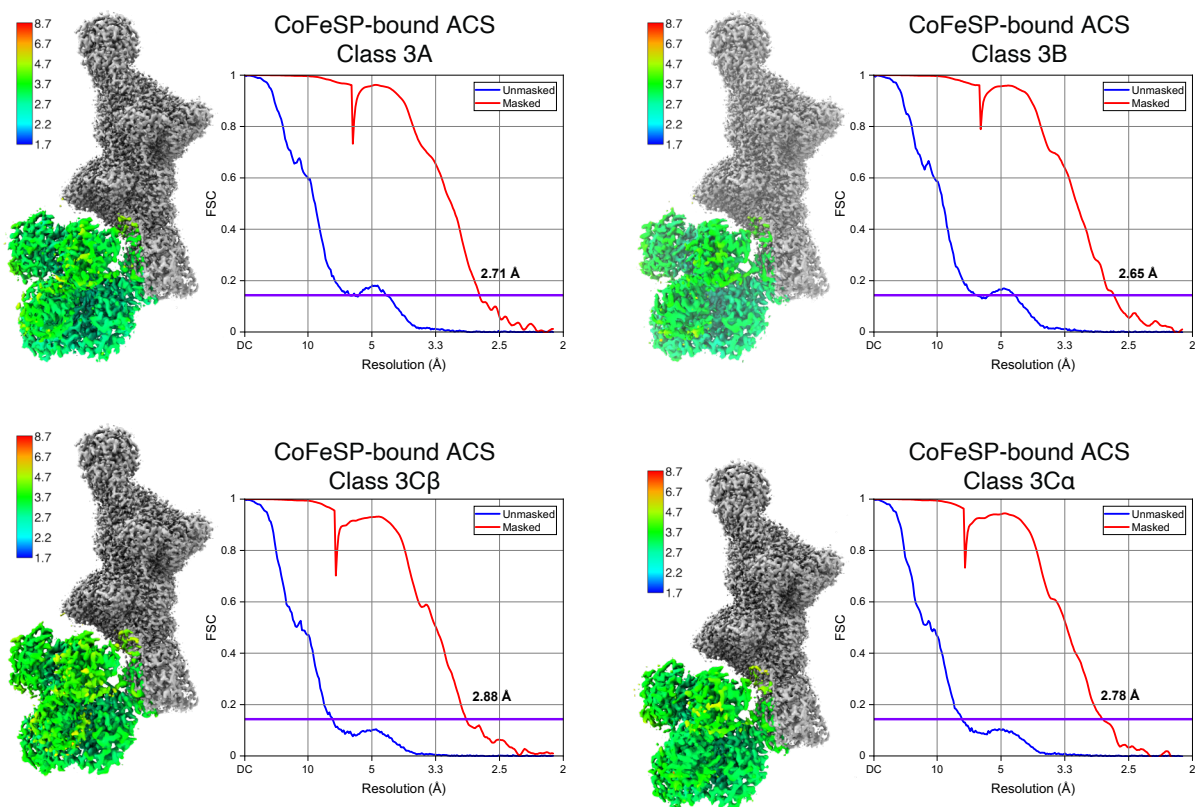 CoFeSP-bound ACS
Class 3A
8.7
6.7
4.7
3.7
2.7
2.2
1.7
1
0.8
0.6
0.4
0.2
0
FSC
Unmasked
Masked
2.71 Å
DC
10
5
3.3
2.5
2
Resolution (Å)
CoFeSP-bound ACS
Class 3B
8.7
6.7
4.7
3.7
2.7
2.2
1.7
1
0.8
0.6
0.4
0.2
0
FSC
Unmasked
Masked
2.65 Å
DC
10
5
3.3
2.5
2
Resolution (Å)
CoFeSP-bound ACS
Class 3Cβ
8.7
6.7
4.7
3.7
2.7
2.2
1.7
1
0.8
0.6
0.4
0.2
0
FSC
Unmasked
Masked
2.88 Å
DC
10
5
3.3
2.5
2
Resolution (Å)
CoFeSP-bound ACS
Class 3Cα
8.7
6.7
4.7
3.7
2.7
2.2
1.7
1
0.8
0.6
0.4
0.2
0
FSC
Unmasked
Masked
2.78 Å
DC
10
5
3.3
2.5
2
Resolution (Å)